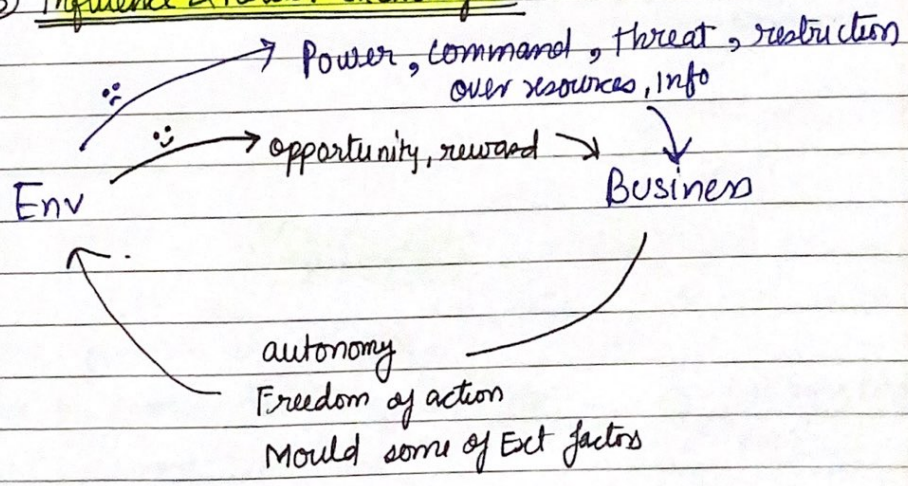 Influence &
Power, command, threat, restriction
over resources, info
opportunity, reward
Business
Env
autonomy
Freedom of action
Mould some of Ext factors